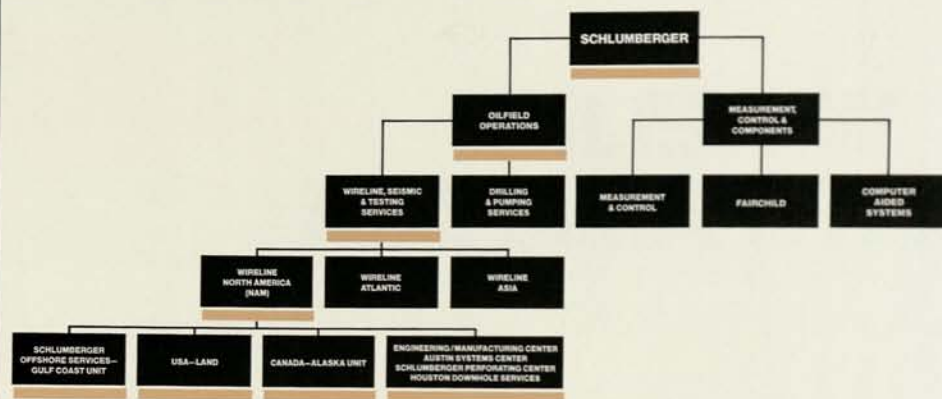 SCHLUMBERGER
OILFIELD
OPERATIONS
MEASUREMENT,
CONTROL &
COMPONENTS
WIRELINE, SEISMIC
& TESTING
SERVICES
DRILLING
& PUMPING
SERVICES
MEASUREMENT
& CONTROL
FAIRCHILD
COMPUTER
AIDED
SYSTEMS
WIRELINE
NORTH AMERICA
(NAM)
WIRELINE
ATLANTIC
WIRELINE
ASIA
SCHLUMBERGER
OFFSHORE SERVICES—
GULF COAST UNIT
USA—LAND
CANADA—ALASKA UNIT
ENGINEERING/MANUFACTURING CENTER
AUSTIN SYSTEMS CENTER
SCHLUMBERGER PERFORATING CENTER
HOUSTON DOWNHOLE SERVICES